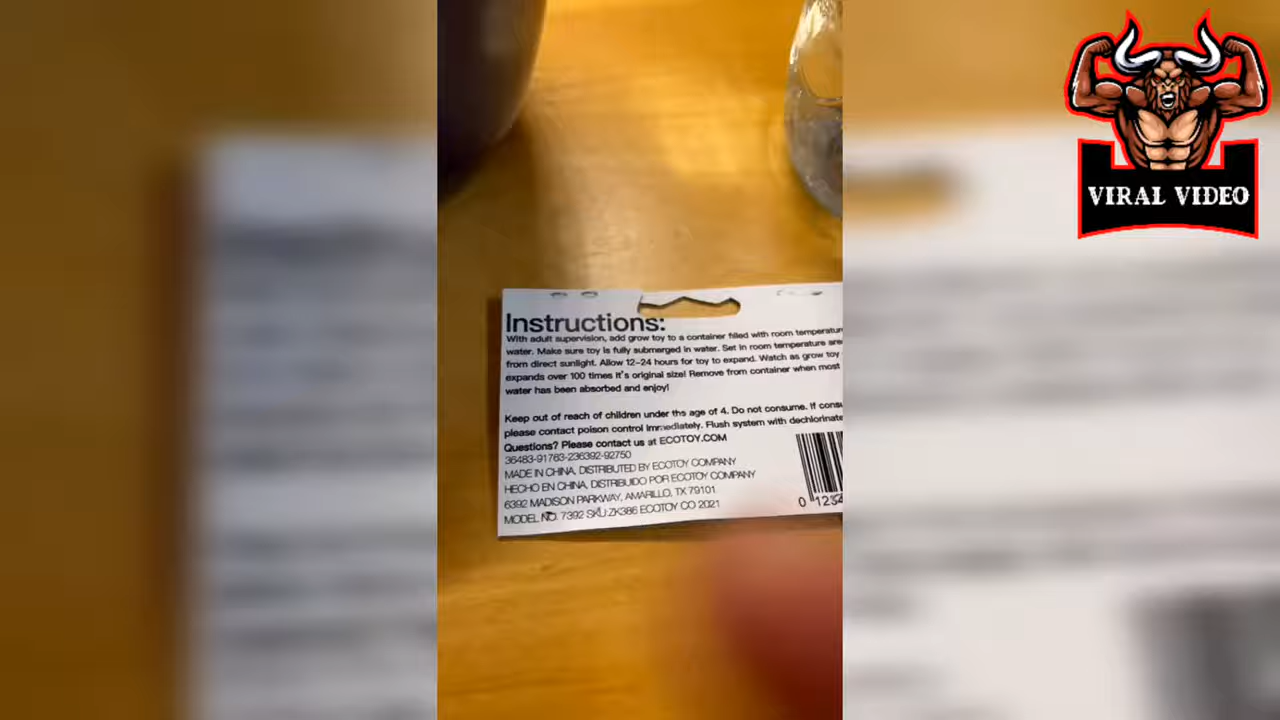 VIRAL VIDEO
Instructions:
With adult supervision, add grow toy to a container filled with room
water. Make sure toy is fully submerged in water. Set in room temperature
from direct sunlight. Allow 12-24 hours for toy to expand. Watch as grow toy
expands over 100 times it's original size! Remove from container when most
water has been absorbed and enjoy!
Keep out of reach of children under the age of 4. Do not consume. If
please contact poison control immediately. Flush system with
Questions? Please contact us at ECOTOY.COM
36483-91763-236392-92750
MADE IN CHINA, DISTRIBUTED BY ECOTOY COMPANY
HECHO EN CHINA, DISTRIBUIDO POR ECOTOY COMPANY
6392 MADISON PARKWAY, AMARILLO, TX 79101
MODEL NO. 7392 SKU:ZK386 ECOTOY CO 2021
0 123